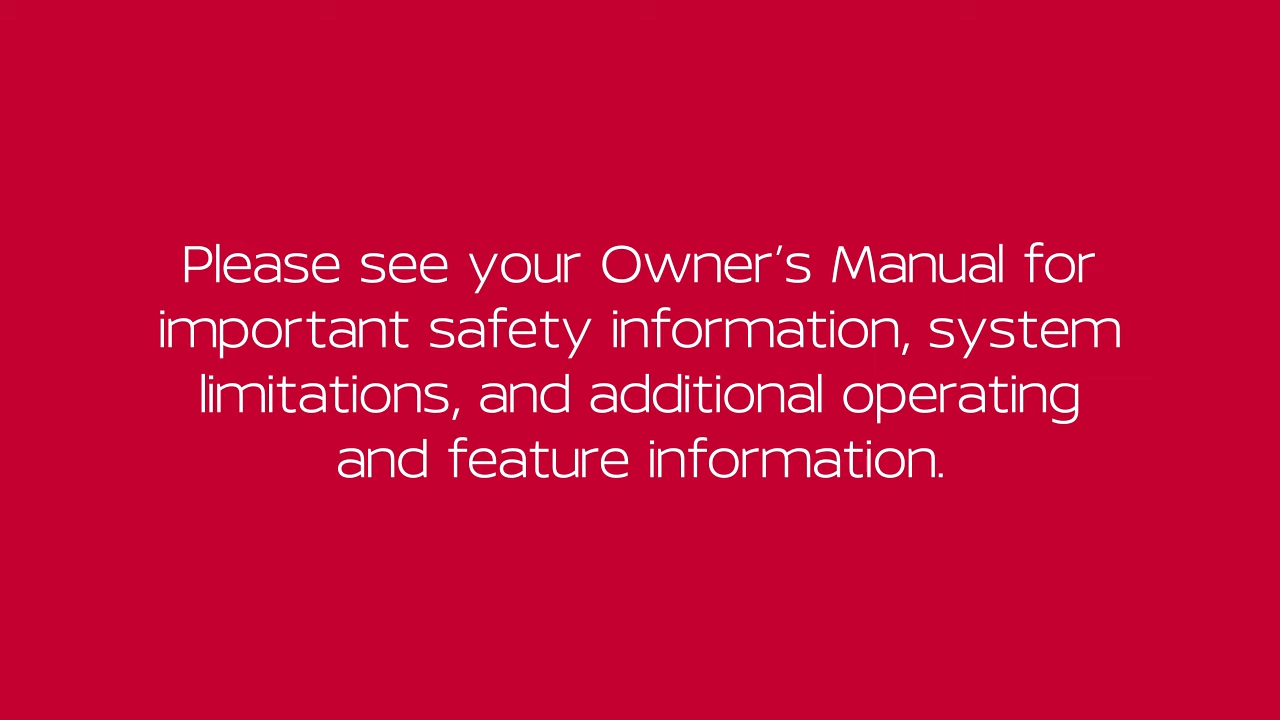 Please see your Owner’s Manual for
important safety information, system
limitations, and additional operating
and feature information.